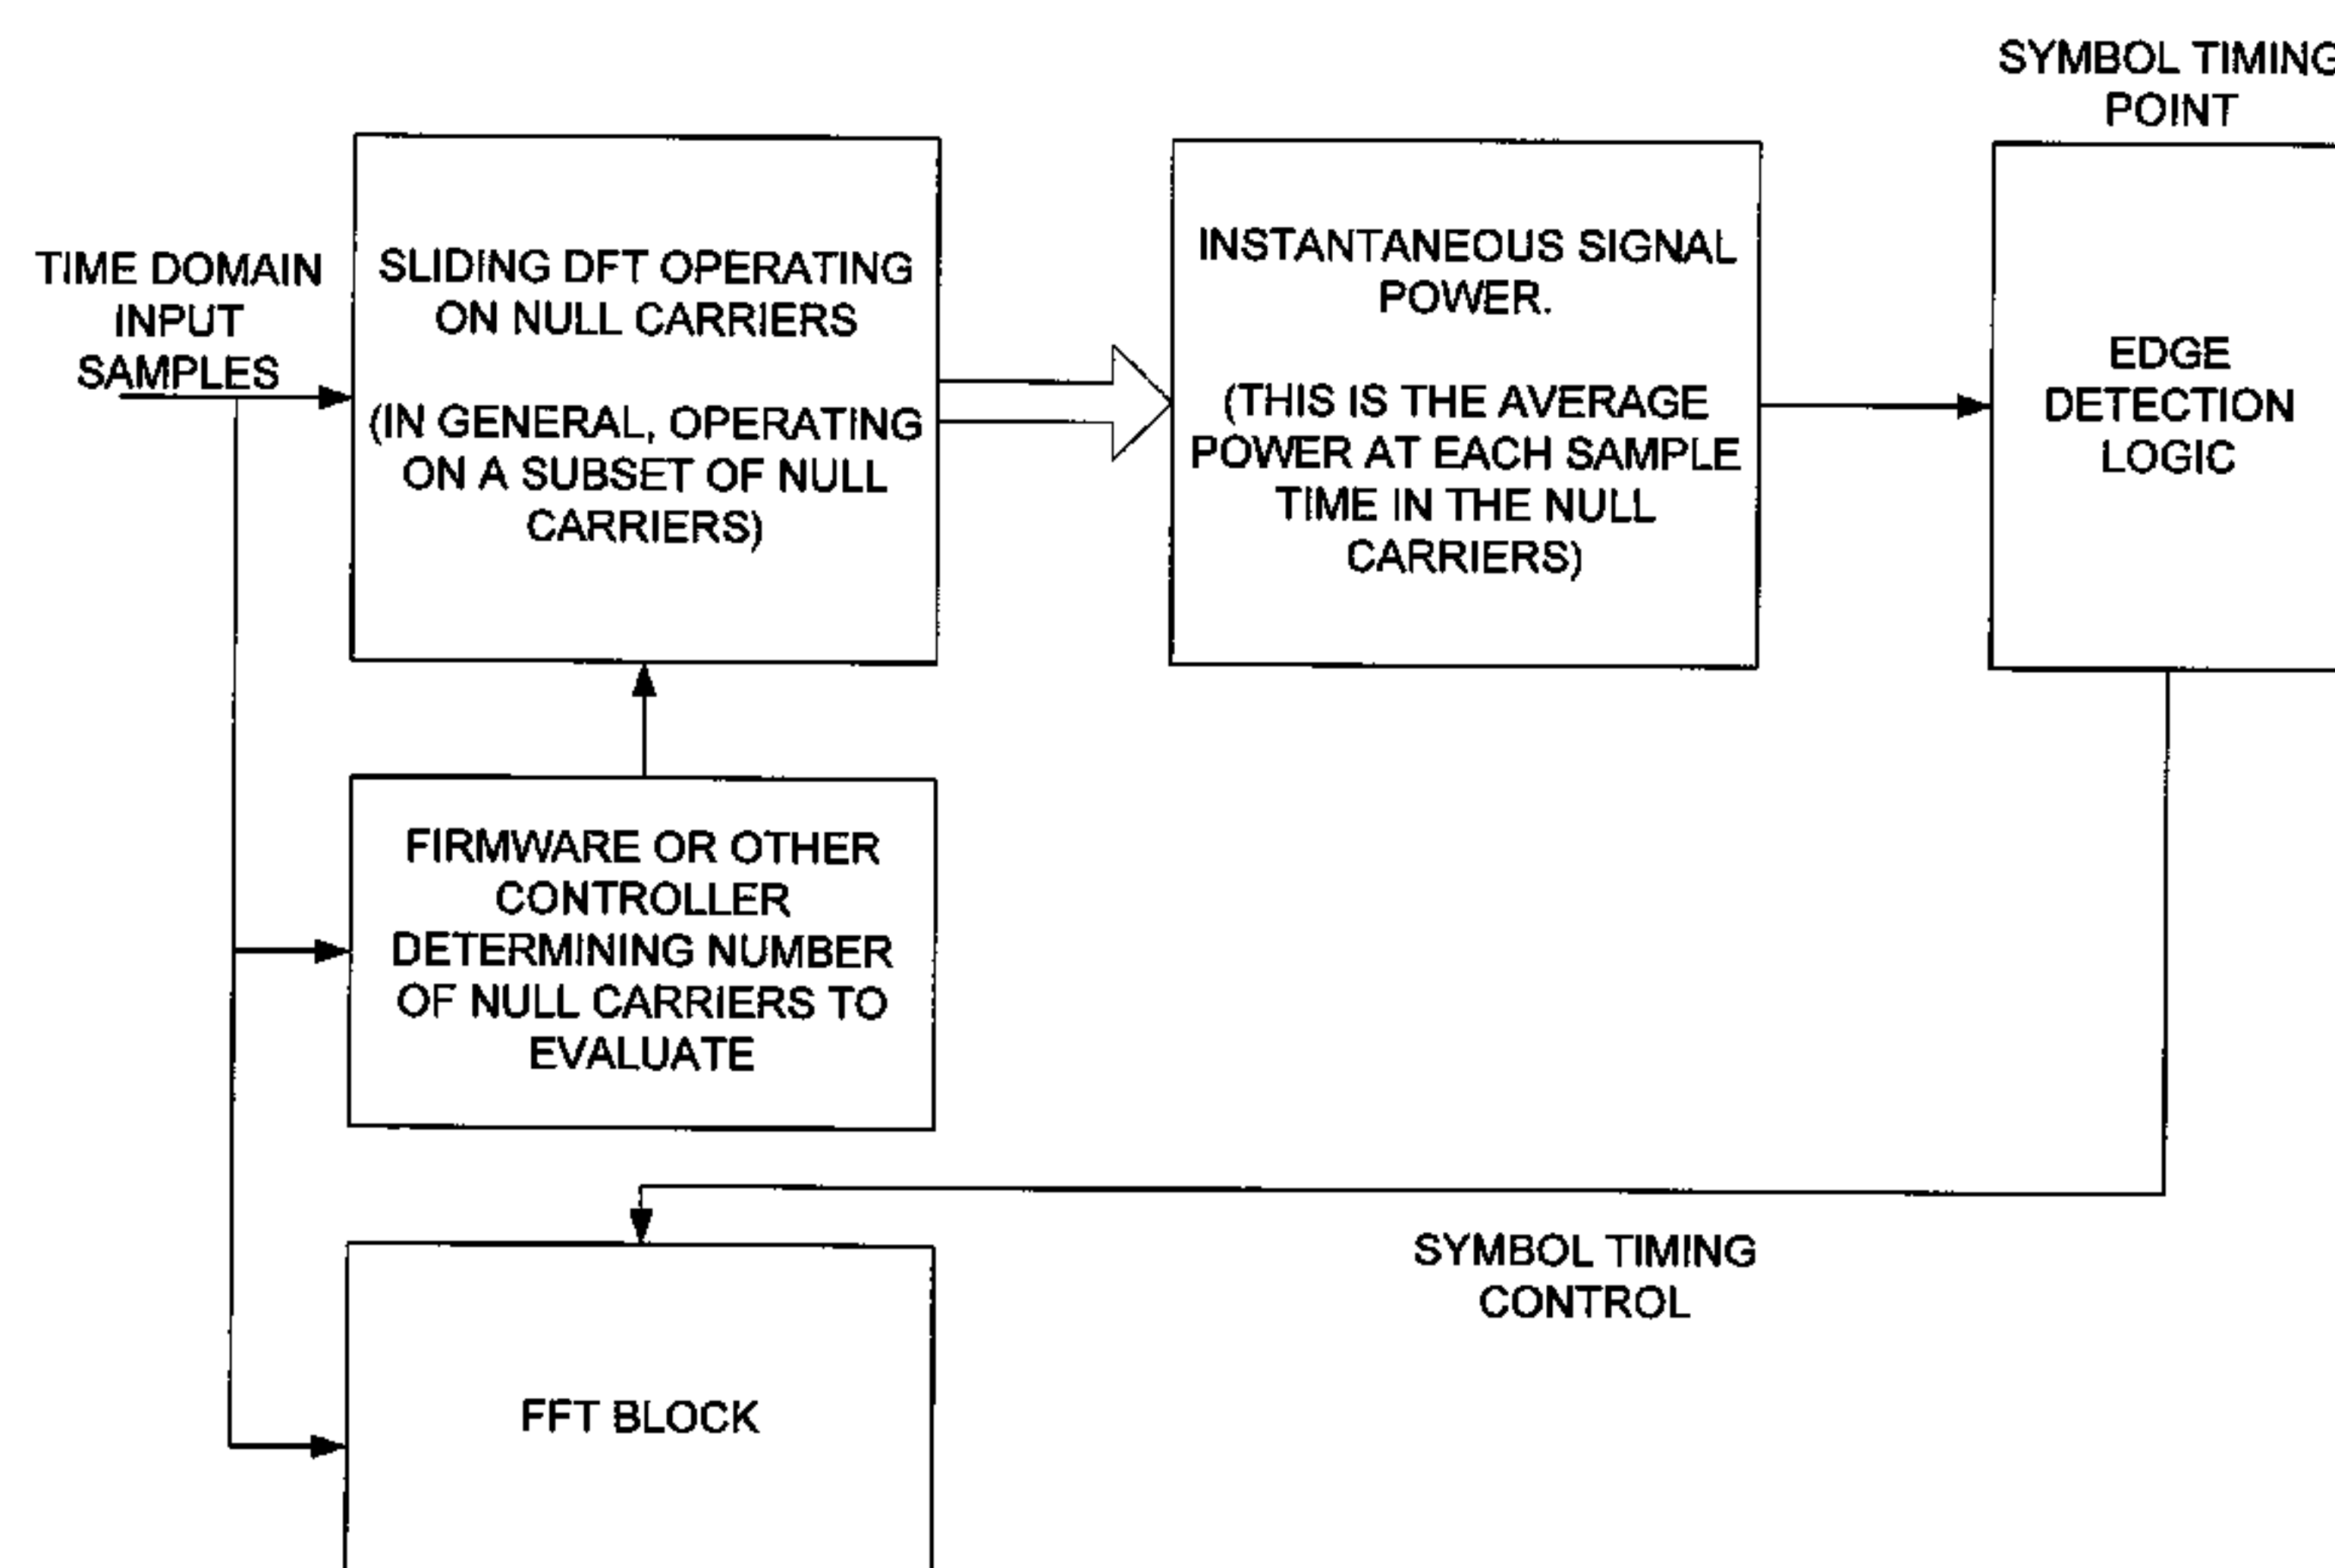 SYMBOL TIMING
POINT
TIME DOMAIN
INPUT
SAMPLES
SLIDING DFT OPERATING
ON NULL CARRIERS
(IN GENERAL, OPERATING
ON A SUBSET OF NULL
CARRIERS)
INSTANTANEOUS SIGNAL
POWER.
(THIS IS THE AVERAGE
POWER AT EACH SAMPLE
TIME IN THE NULL
CARRIERS)
EDGE
DETECTION
LOGIC
FIRMWARE OR OTHER
CONTROLLER
DETERMINING NUMBER
OF NULL CARRIERS TO
EVALUATE
SYMBOL TIMING
CONTROL
FFT BLOCK